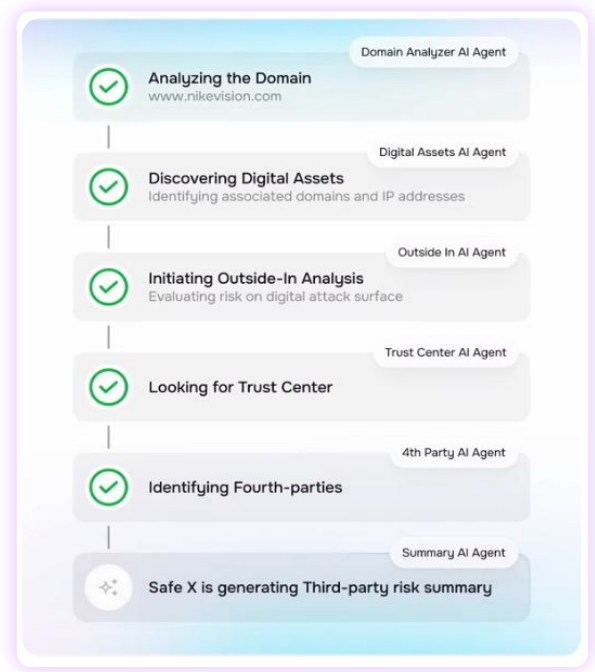 Domain Analyzer AI Agent
Analyzing the Domain
www.nikevision.com
Digital Assets AI Agent
Discovering Digital Assets
Identifying associated domains and IP addresses
Outside In AI Agent
Initiating Outside-In Analysis
Evaluating risk on digital attack surface
Trust Center AI Agent
Looking for Trust Center
4th Party AI Agent
Identifying Fourth-parties
Summary AI Agent
Safe X is generating Third-party risk summary